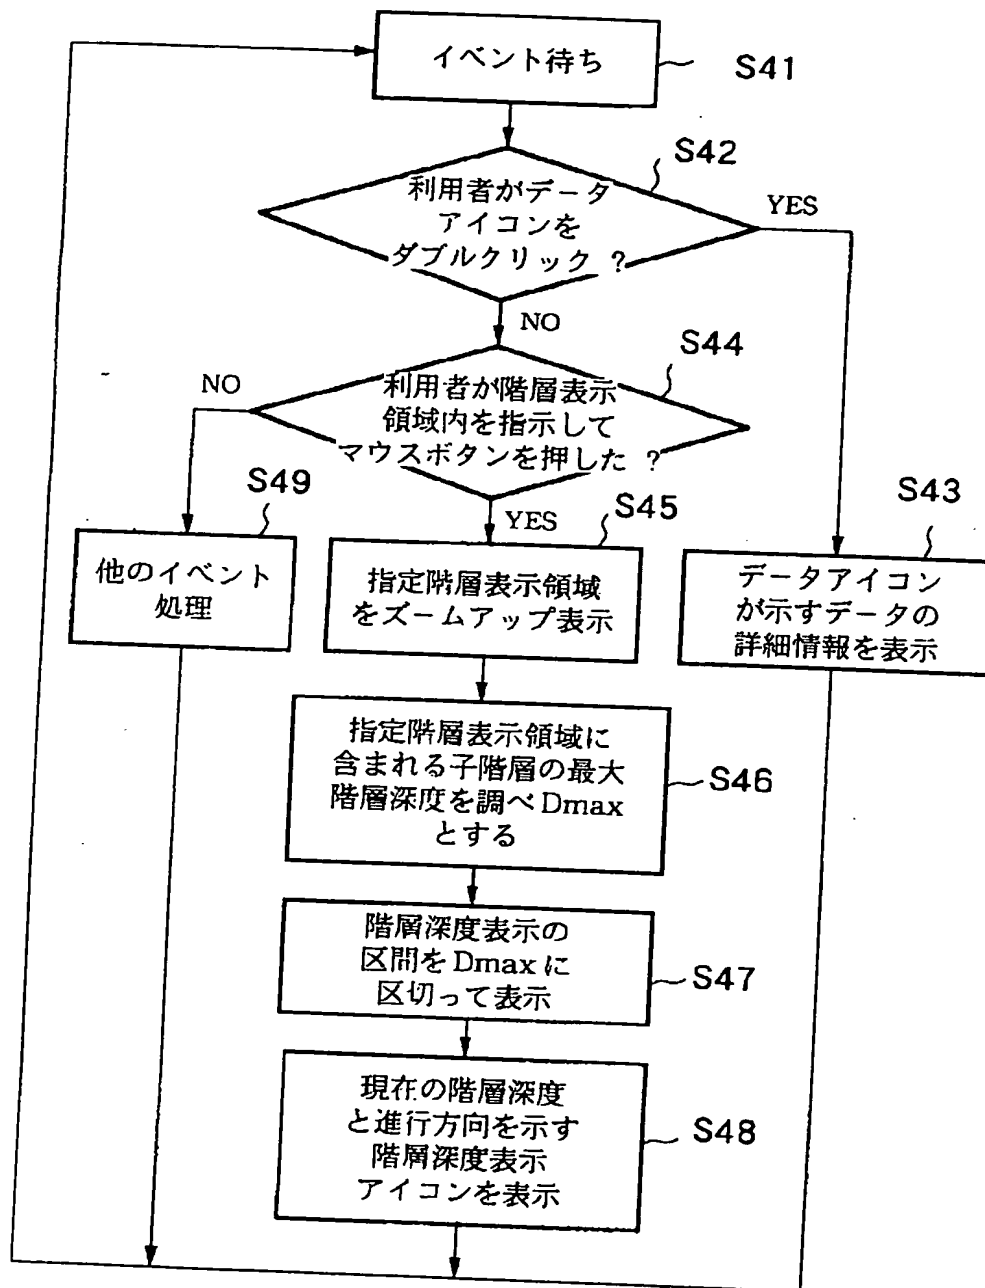 イベント待ち
S41
S42
利用者がデータ
アイコンを
ダブルクリック ?
YES
NO
S44
利用者が階層表示
領域内を指示して
マウスボタンを押した ?
NO
YES
S49
他のイベント
処理
S45
指定階層表示領域
をズームアップ表示
S43
データアイコン
が示すデータの
詳細情報を表示
指定階層表示領域に
含まれる子階層の最大
階層深度を調べDmax
とする
S46
階層深度表示の
区間をDmaxに
区切って表示
S47
現在の階層深度
と進行方向を示す
階層深度表示
アイコンを表示
S48